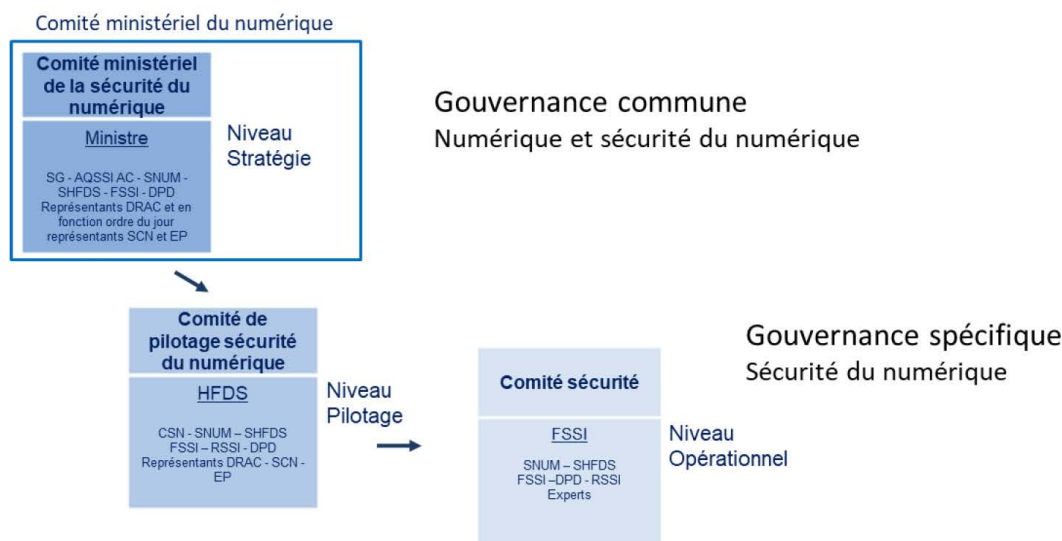 Comité ministériel du numérique
Comité ministériel
de la sécurité du
numérique
Ministre
SG - AQSSI AC - SNUM -
SHFDS - FSSI - DPD
Représentants DRAC et en
fonction ordre du jour
représentants SCN et EP
Niveau
Stratégie
Gouvernance commune
Numérique et sécurité du numérique
Comité de
pilotage sécurité
du numérique
HFDS
CSN - SNUM – SHFDS
FSSI – RSSI - DPD
Représentants DRAC - SCN -
EP
Niveau
Pilotage
Comité sécurité
FSSI
SNUM – SHFDS
FSSI –DPD - RSSI
Experts
Niveau
Opérationnel
Gouvernance spécifique
Sécurité du numérique